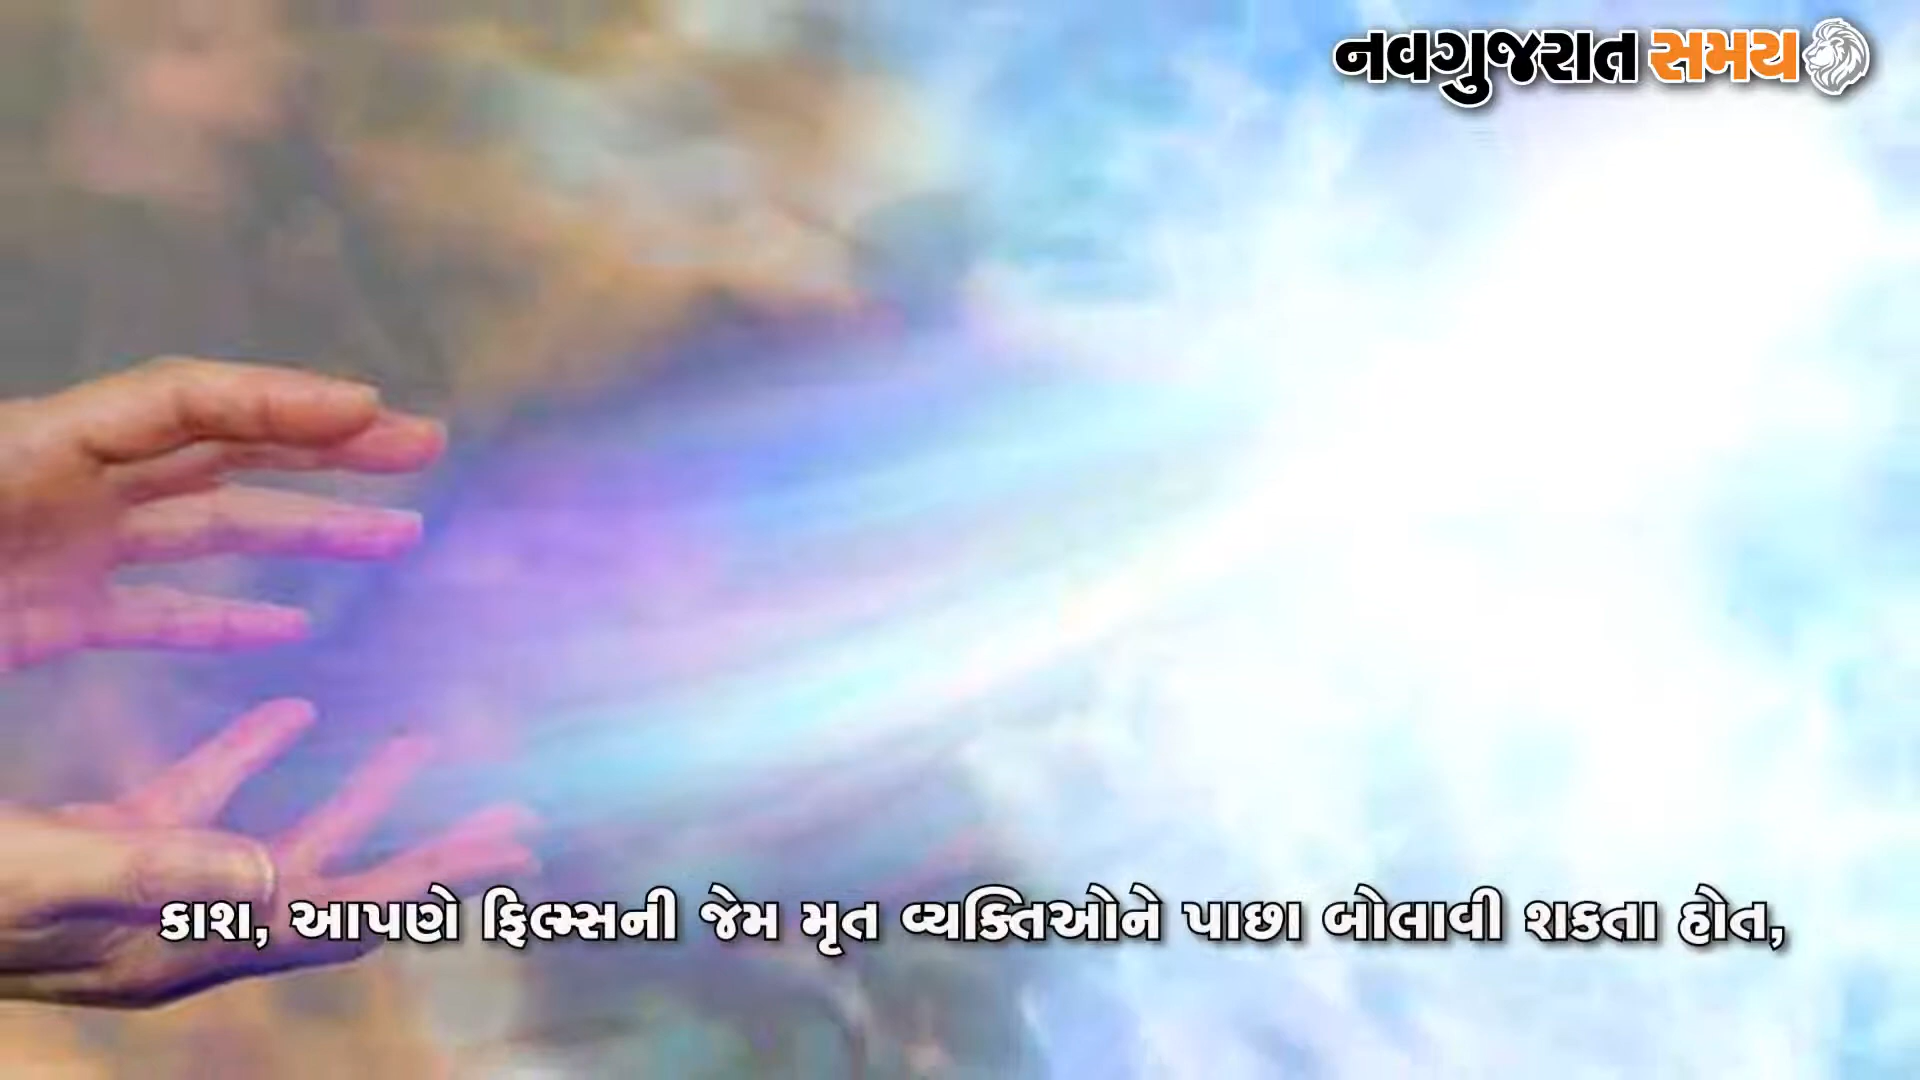 નવગુજરાત સમય
કાશ, આપણે ફિલ્મ્સની જેમ મૃત વ્યક્તિઓને પાછા બોલાવી શકતા હોત,